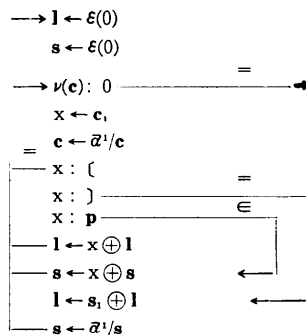 l ← ε(0)
s ← ε(0)
ν(c): 0 =
x ← c₁
c ← ᾱ¹/c
= x : [
x : ] =
x : p ∈
l ← x ⊕ l
s ← x ⊕ s
l ← s₁ ⊕ l
s ← ᾱ¹/s